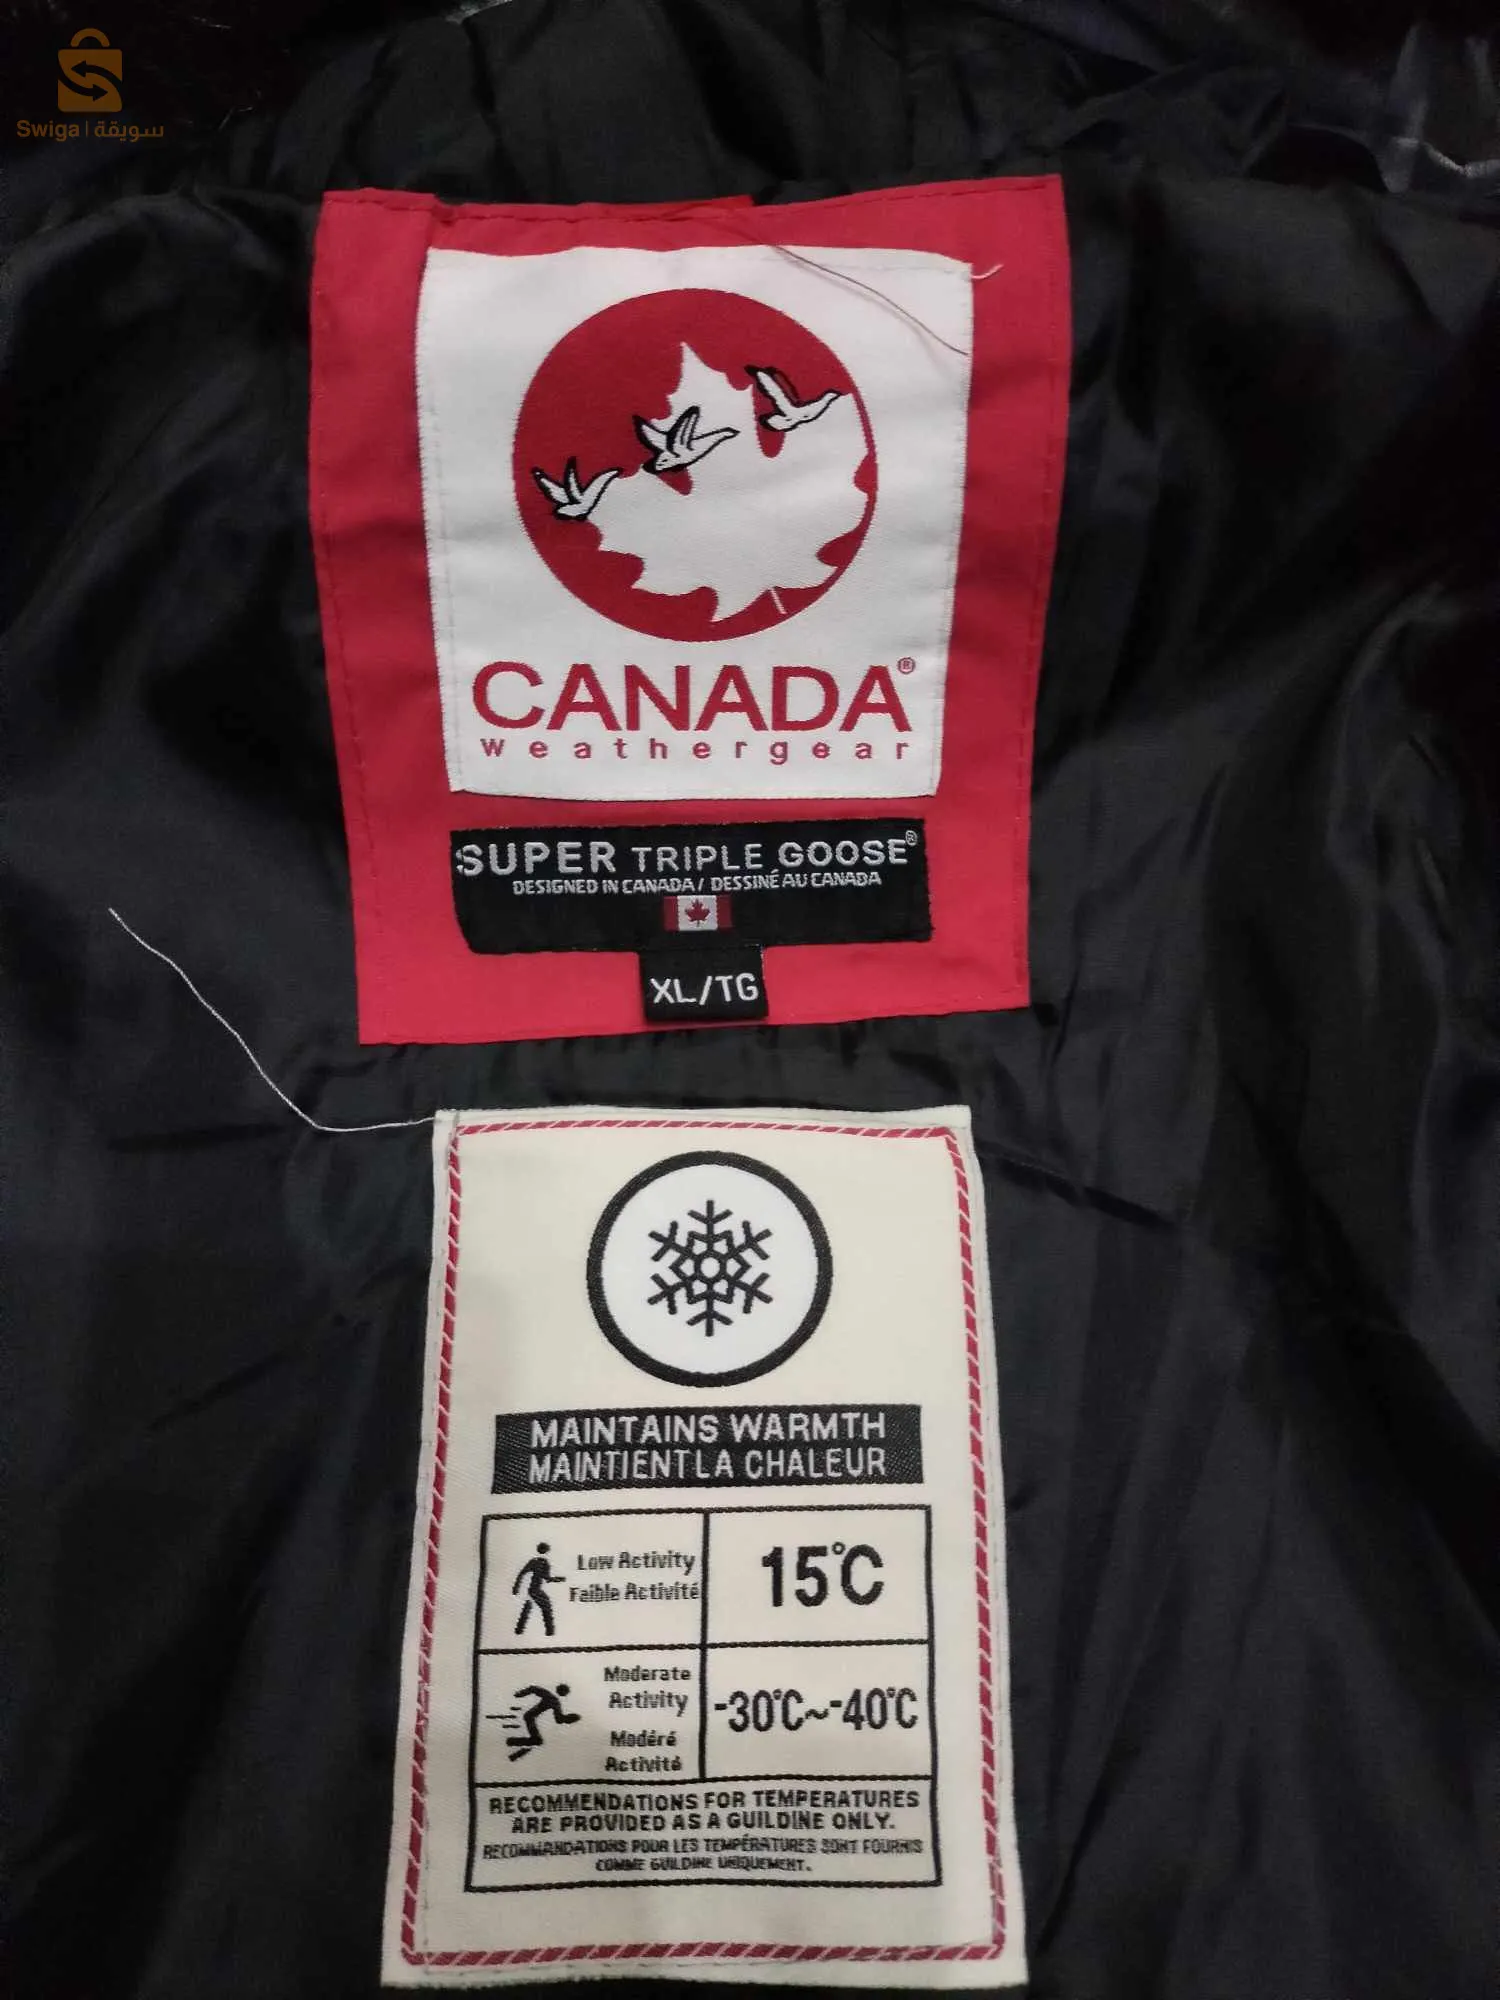 Swiga | سويقة
CANADA®
weathergear
SUPER TRIPLE GOOSE®
DESIGNED IN CANADA / DESSINÉ AU CANADA
XL/TG
MAINTAINS WARMTH
MAINTIENT LA CHALEUR
Low Activity
Faible Activité
15°C
Moderate
Activity
Modéré
Activité
-30°C~-40°C
RECOMMENDATIONS FOR TEMPERATURES
ARE PROVIDED AS A GUILDINE ONLY.
RECOMMANDATIONS POUR LES TEMPÉRATURES SONT FOURNIS
COMME GUILDINE UNIQUEMENT.